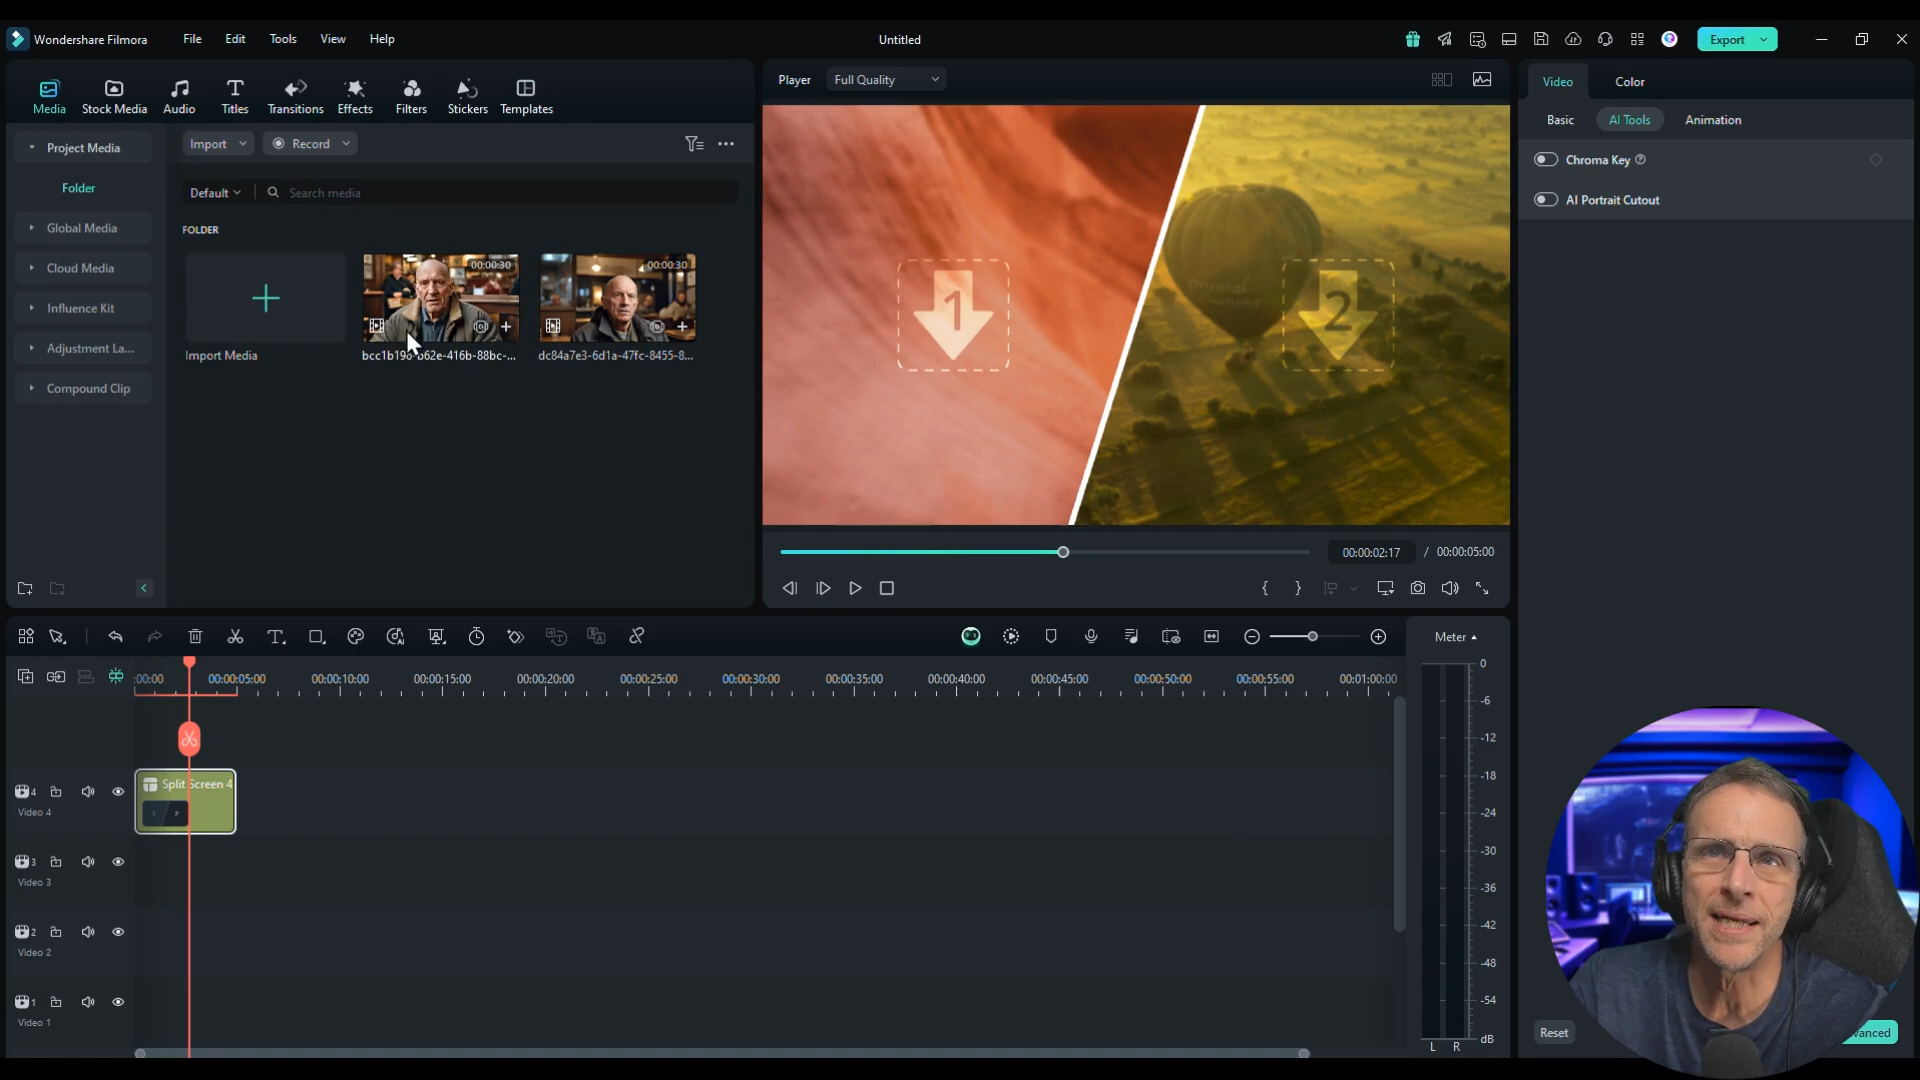 Wondershare Filmora
File
Edit
Tools
View
Help
Untitled
Export
Media
Stock Media
Audio
Titles
Transitions
Effects
Filters
Stickers
Templates
Player
Full Quality
Video
Color
Basic
AI Tools
Animation
Project Media
Folder
Global Media
Cloud Media
Influence Kit
Adjustment La...
Compound Clip
Import
Record
Default
Search media
FOLDER
Import Media
00:00:30
00:00:30
dc84a7e3-6d1a-47fc-8455-8...
1
2
Chroma Key
AI Portrait Cutout
00:00:02:17 / 00:00:05:00
Meter
:00:00
00:00:05:00
00:00:10:00
00:00:15:00
00:00:20:00
00:00:25:00
00:00:30:00
00:00:35:00
00:00:40:00
00:00:45:00
00:00:50:00
00:00:55:00
00:01:00:00
Split Screen 4
4
Video 4
3
Video 3
2
Video 2
1
Video 1
0
-6
-12
-18
-24
-30
-36
-42
-48
-54
dB
L
R
Reset